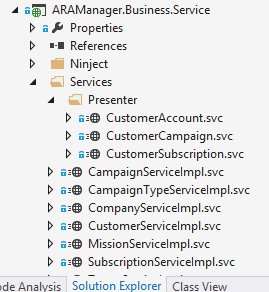 ARAManager.Business.Service
Properties
References
Ninject
Services
Presenter
CustomerAccount.svc
CustomerCampaign.svc
CustomerSubscription.svc
CampaignServiceImpl.svc
CampaignTypeServiceImpl.svc
CompanyServiceImpl.svc
CustomerServiceImpl.svc
MissionServiceImpl.svc
SubscriptionServiceImpl.svc
ode Analysis Solution Explorer Class View